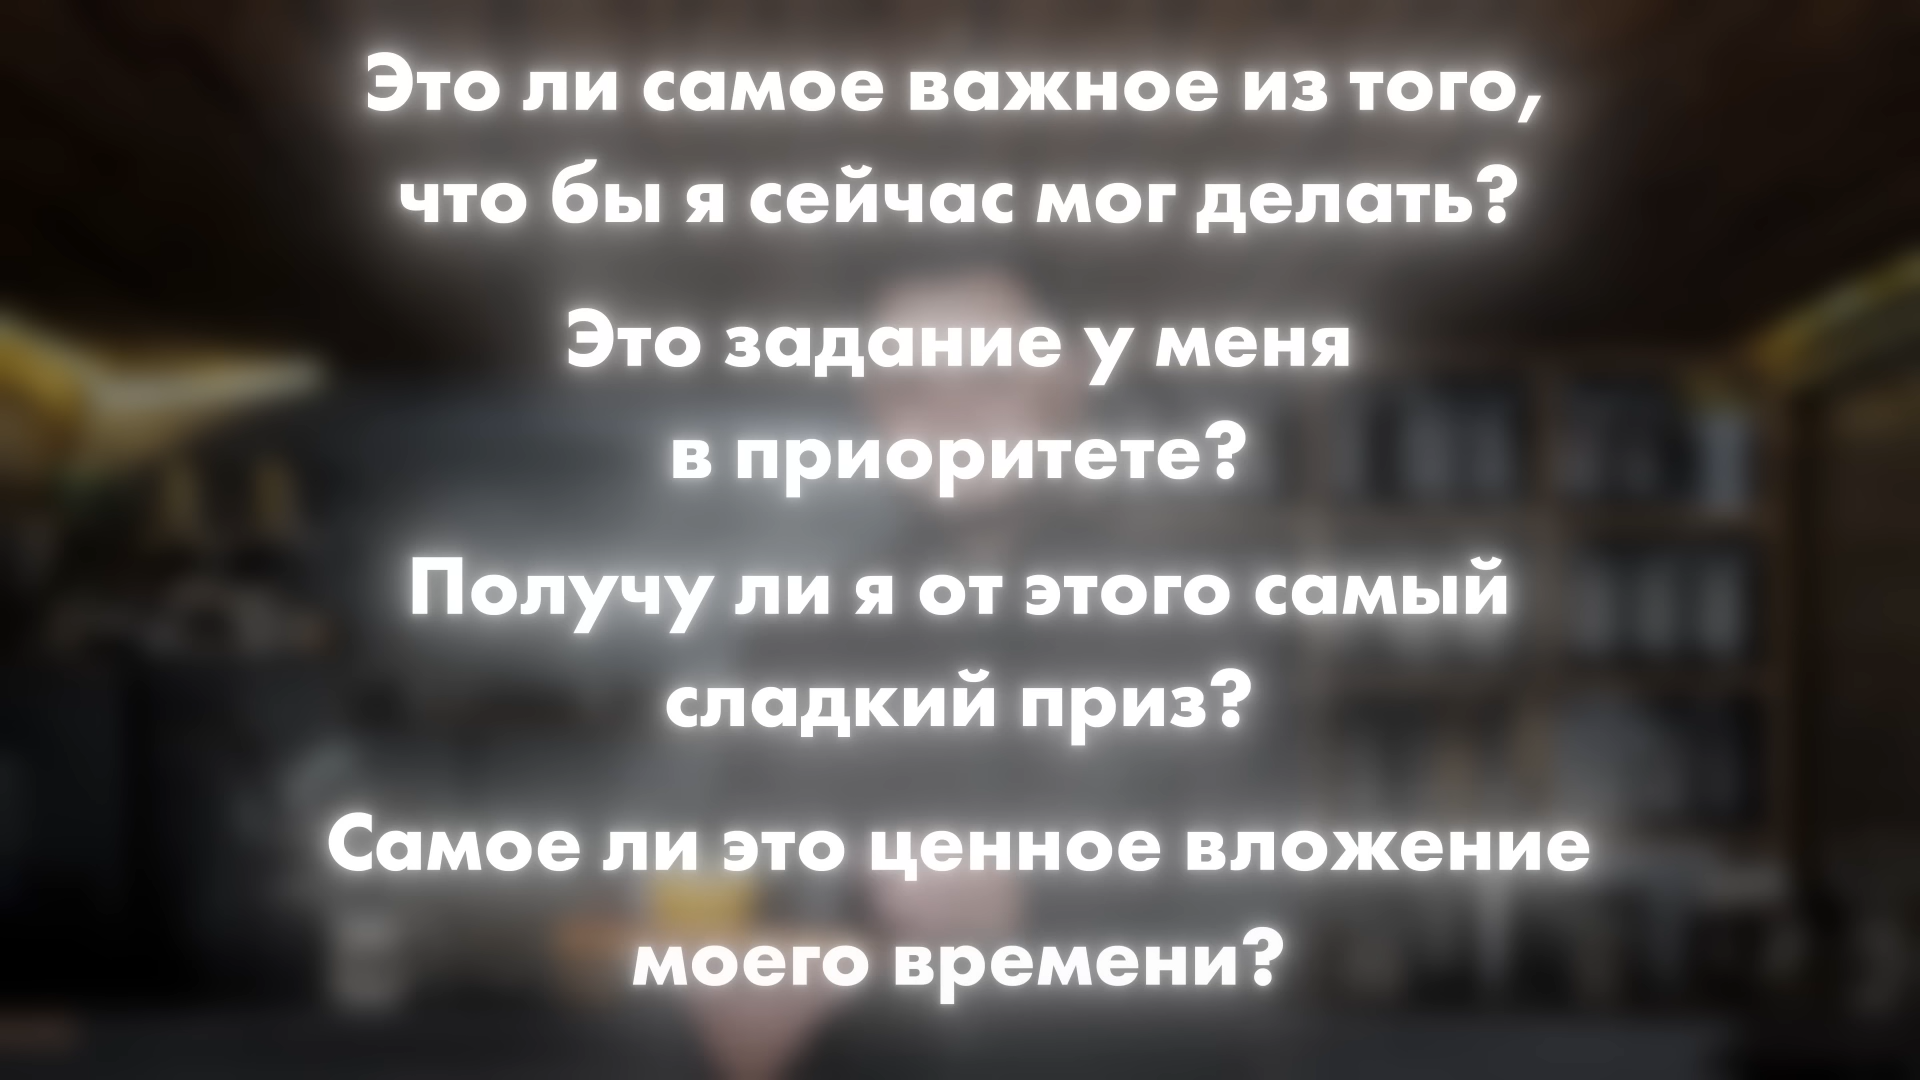 Это ли самое важное из того,
что бы я сейчас мог делать?
Это задание у меня
в приоритете?
Получу ли я от этого самый
сладкий приз?
Самое ли это ценное вложение
моего времени?